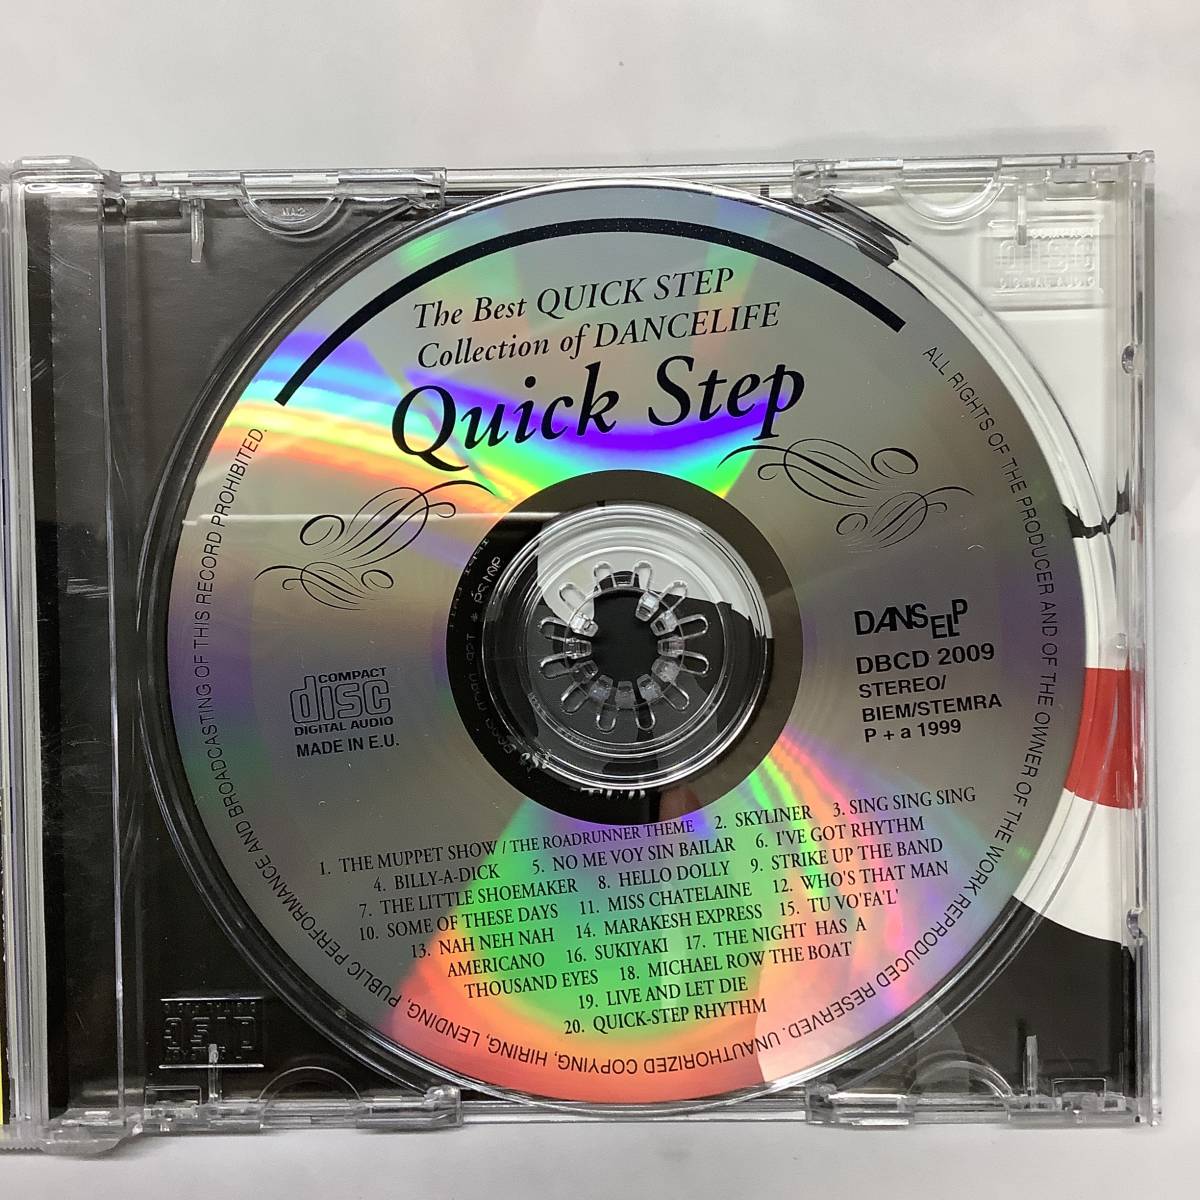 The Best QUICK STEP
Collection of DANCELIFE
Quick Step
ALL RIGHTS OF THE PRODUCER AND OF THE OWNER OF THE WORK REPRODUCED RESERVED. UNAUTHORIZED COPYING, HIRING, LENDING, PUBLIC PERFORMANCE AND BROADCASTING OF THIS RECORD PROHIBITED.
COMPACT
disc
DIGITAL AUDIO
MADE IN E.U.
DANSELP
DBCD 2009
STEREO/
BIEM/STEMRA
P + a 1999
1. THE MUPPET SHOW / THE ROADRUNNER THEME 2. SKYLINER 3. SING SING SING
4. BILLY-A-DICK 5. NO ME VOY SIN BAILAR 6. I'VE GOT RHYTHM
7. THE LITTLE SHOEMAKER 8. HELLO DOLLY 9. STRIKE UP THE BAND
10. SOME OF THESE DAYS 11. MISS CHATELAINE 12. WHO'S THAT MAN
13. NAH NEH NAH 14. MARAKESH EXPRESS 15. TU VO'FA'L'
AMERICANO 16. SUKIYAKI 17. THE NIGHT HAS A
THOUSAND EYES 18. MICHAEL ROW THE BOAT
19. LIVE AND LET DIE
20. QUICK-STEP RHYTHM